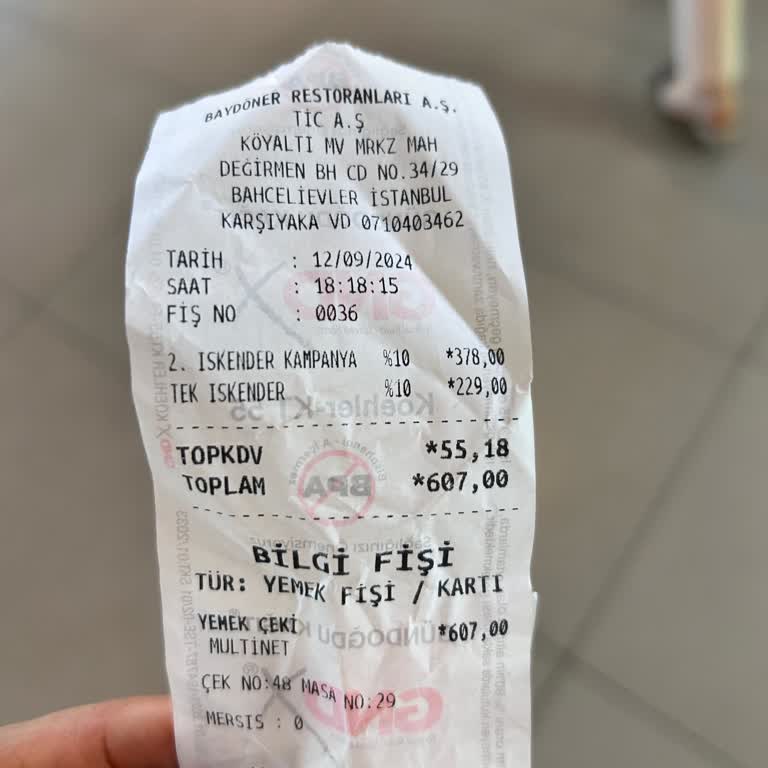 BAYDÖNER RESTORANLARI A.Ş.
TİC A.Ş
KÖYALTI MV MRKZ MAH
DEĞİRMEN BH CD NO.34/29
BAHCELİEVLER İSTANBUL
KARŞIYAKA VD 0710403462
TARİH : 12/09/2024
SAAT : 18:18:15
FİŞ NO : 0036
2. ISKENDER KAMPANYA %10 *378,00
TEK ISKENDER %10 *229,00
TOPKDV *55,18
TOPLAM *607,00
BİLGİ FİŞİ
TÜR: YEMEK FİŞİ / KARTI
YEMEK ÇEKİ *607,00
MULTİNET
ÇEK NO:48 MASA NO:29
MERSIS : 0